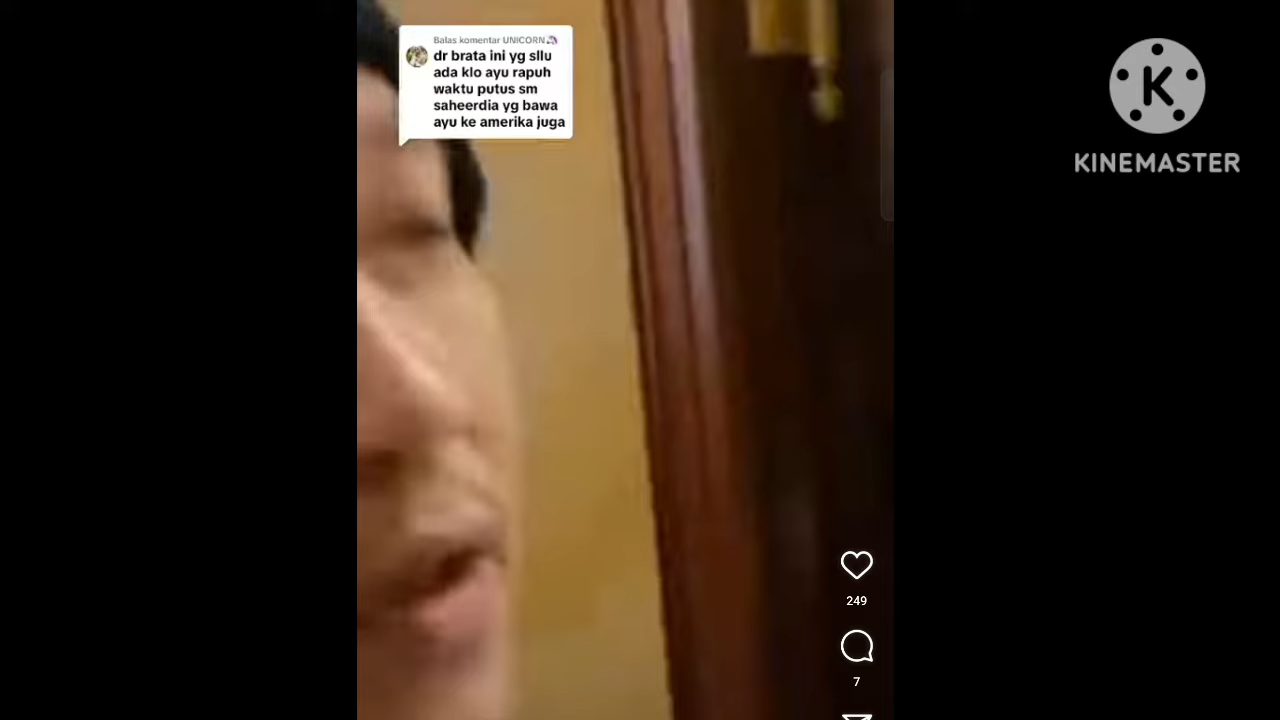 Balas komentar UNICORN🦄
dr brata ini yg sllu
ada klo ayu rapuh
waktu putus sm
saheerdia yg bawa
ayu ke amerika juga
K
KINEMASTER
249
7